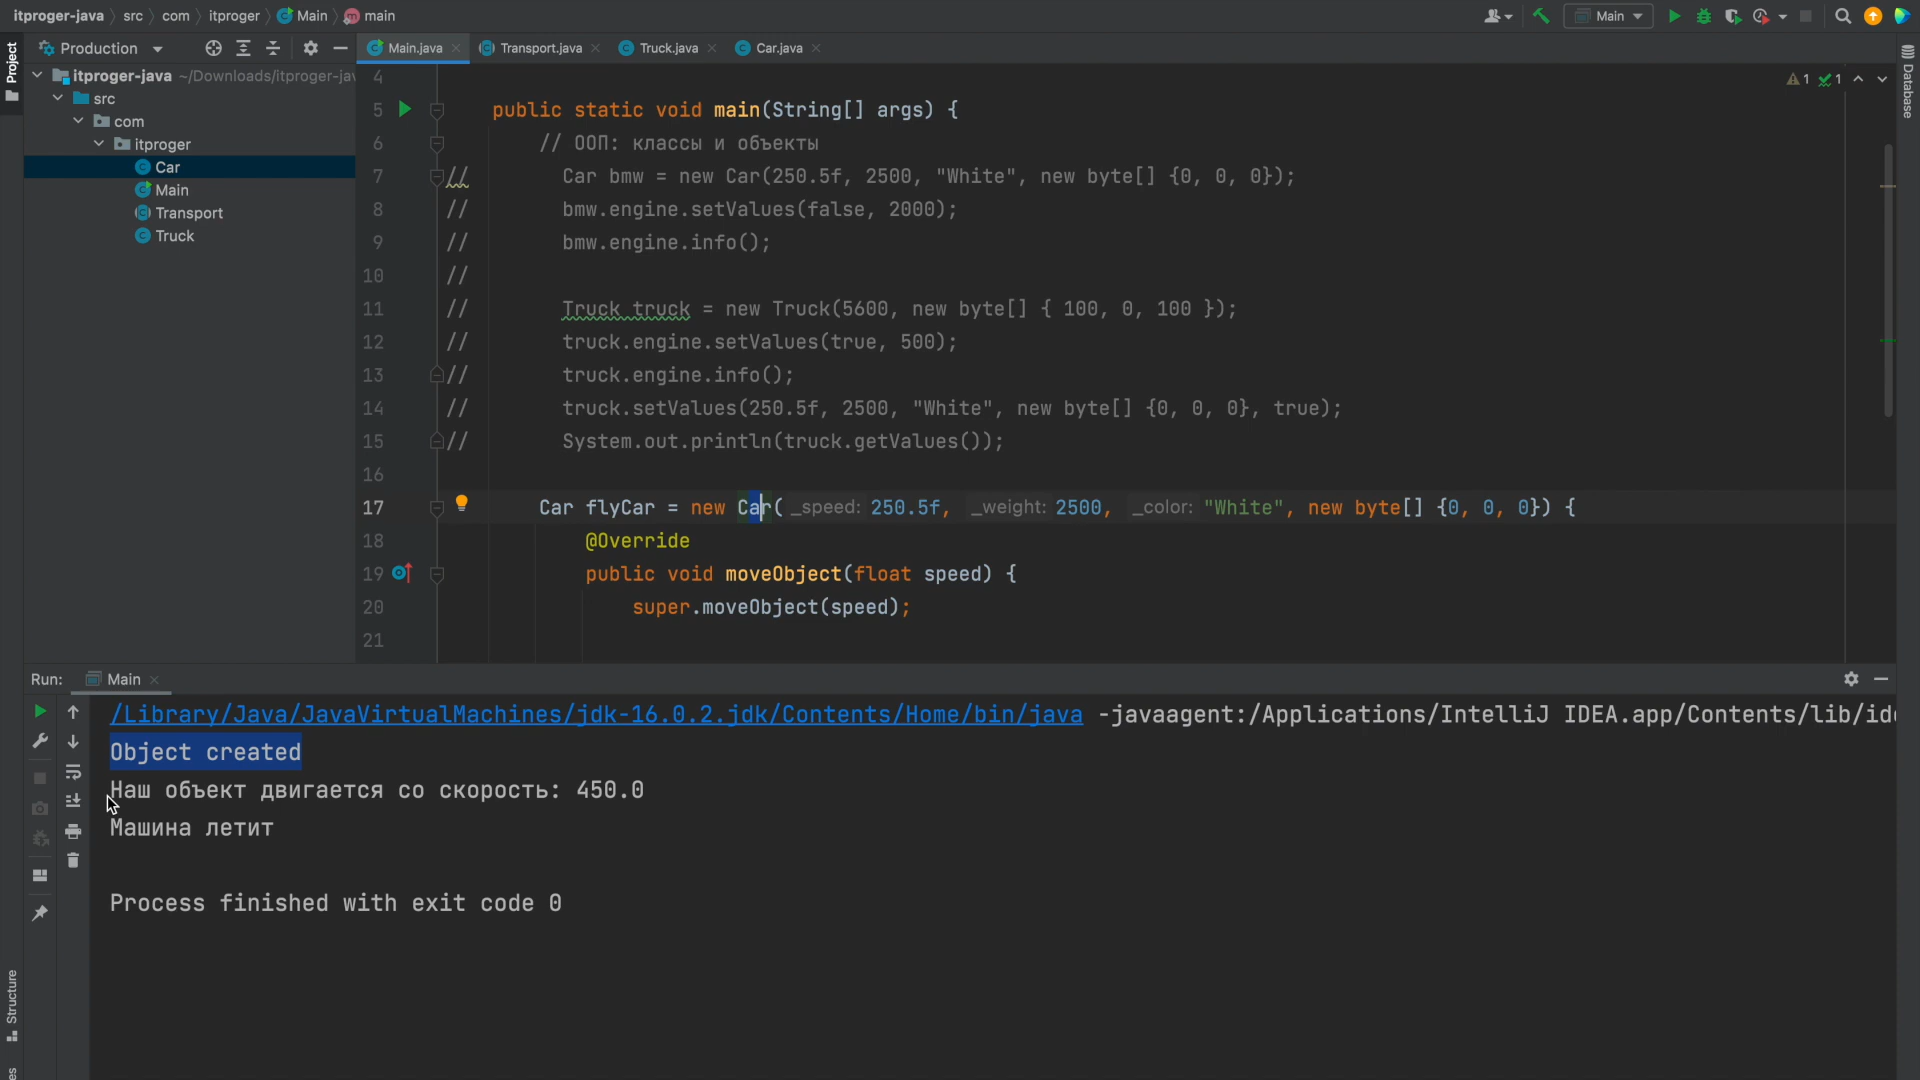 itproger-java src com itproger Main main
Main
Project
Production
Main.java Transport.java Truck.java Car.java
Database
itproger-java ~/Downloads/itproger-jav
src
com
itproger
Car
Main
Transport
Truck
1 1
4
5 public static void main(String[] args) {
6 // ООП: классы и объекты
7 // Car bmw = new Car(250.5f, 2500, "White", new byte[] {0, 0, 0});
8 // bmw.engine.setValues(false, 2000);
9 // bmw.engine.info();
10 //
11 // Truck truck = new Truck(5600, new byte[] { 100, 0, 100 });
12 // truck.engine.setValues(true, 500);
13 // truck.engine.info();
14 // truck.setValues(250.5f, 2500, "White", new byte[] {0, 0, 0}, true);
15 // System.out.println(truck.getValues());
16
17 Car flyCar = new Car( _speed: 250.5f, _weight: 2500, _color: "White", new byte[] {0, 0, 0}) {
18 @Override
19 public void moveObject(float speed) {
20 super.moveObject(speed);
21
Run: Main
/Library/Java/JavaVirtualMachines/jdk-16.0.2.jdk/Contents/Home/bin/java -javaagent:/Applications/IntelliJ IDEA.app/Contents/lib/ide
Object created
Наш объект двигается со скорость: 450.0
Машина летит
Process finished with exit code 0
Structure